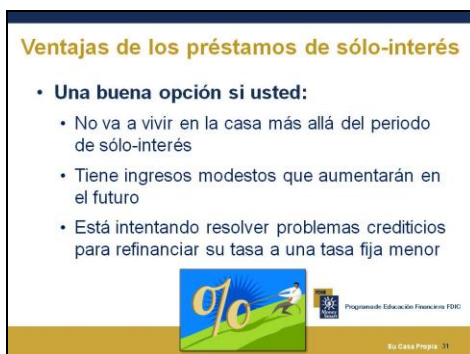 Ventajas de los préstamos de sólo-interés
• Una buena opción si usted:
• No va a vivir en la casa más allá del periodo
de sólo-interés
• Tiene ingresos modestos que aumentarán en
el futuro
• Está intentando resolver problemas crediticios
para refinanciar su tasa a una tasa fija menor
%
Programa de Educación Financiera FDIC
Su Casa Propia 31